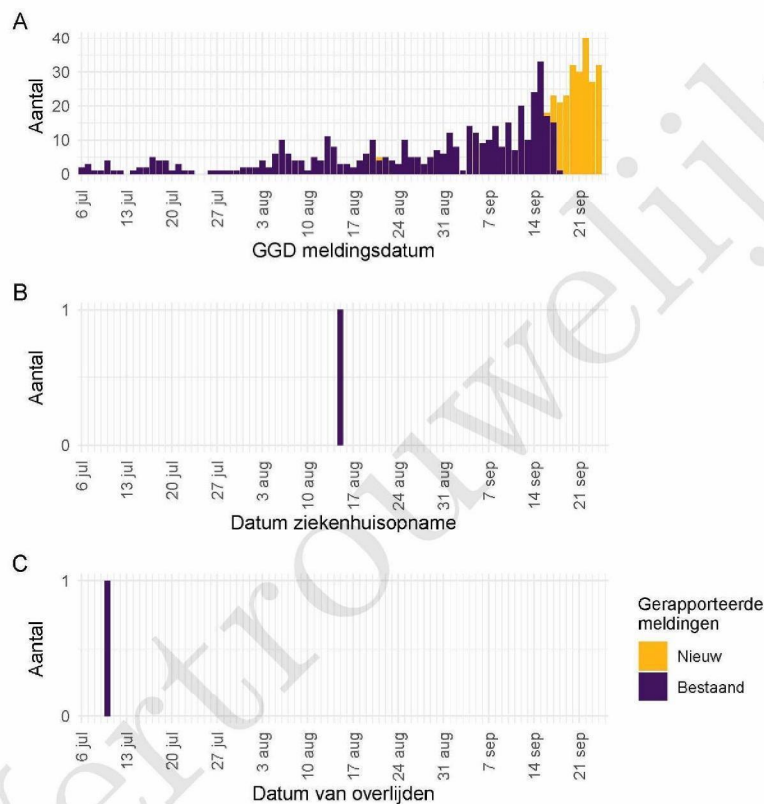 A
40
30
20
10
0
Aantal
6 jul
13 jul
20 jul
27 jul
3 aug
10 aug
17 aug
24 aug
31 aug
7 sep
14 sep
21 sep
GGD meldingsdatum
B
1
0
Aantal
6 jul
13 jul
20 jul
27 jul
3 aug
10 aug
17 aug
24 aug
31 aug
7 sep
14 sep
21 sep
Datum ziekenhuisopname
C
1
0
Aantal
6 jul
13 jul
20 jul
27 jul
3 aug
10 aug
17 aug
24 aug
31 aug
7 sep
14 sep
21 sep
Datum van overlijden
Gerapporteerde
meldingen
Nieuw
Bestaand
fertrouwelijk